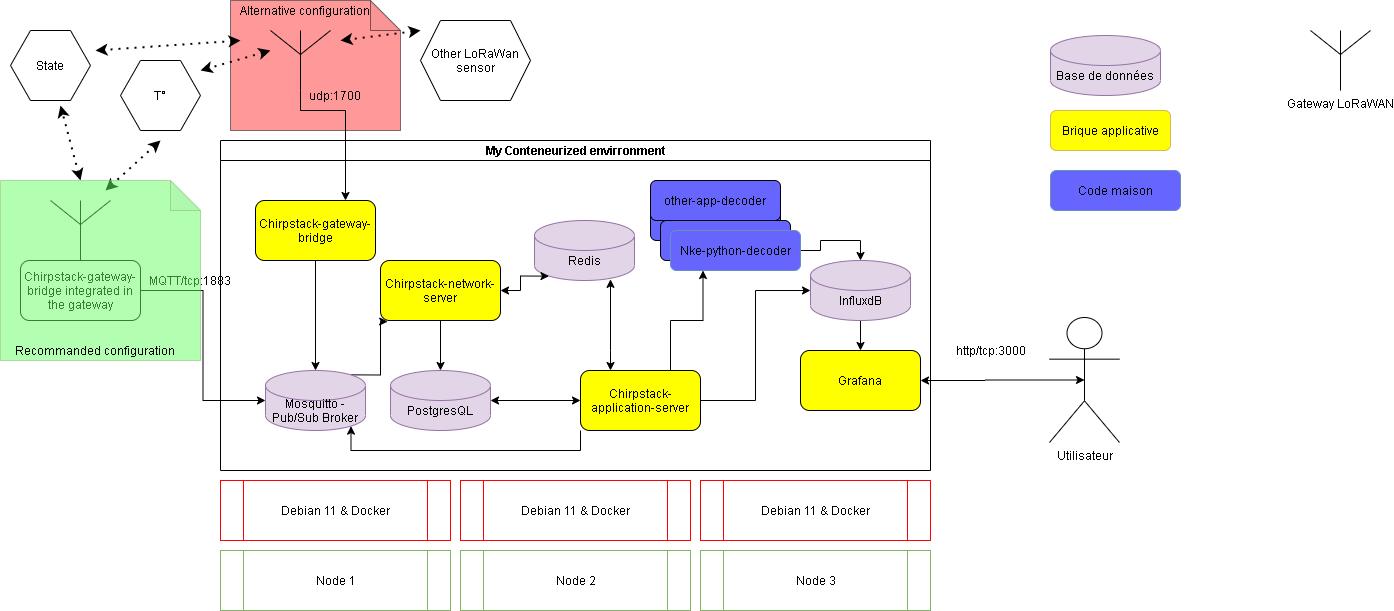 Alternative configuration
State
T°
Other LoRaWan
sensor
udp:1700
Base de données
Gateway LoRaWAN
Brique applicative
Code maison
My Conteneurized envirronment
Chirpstack-gateway-
bridge
other-app-decoder
Nke-python-decoder
Redis
Chirpstack-gateway-
bridge integrated in
the gateway
MQTT/tcp:1883
Chirpstack-network-
server
InfluxdB
Recommanded configuration
http/tcp:3000
Grafana
Mosquitto -
Pub/Sub Broker
PostgresQL
Chirpstack-
application-server
Utilisateur
Debian 11 & Docker
Debian 11 & Docker
Debian 11 & Docker
Node 1
Node 2
Node 3